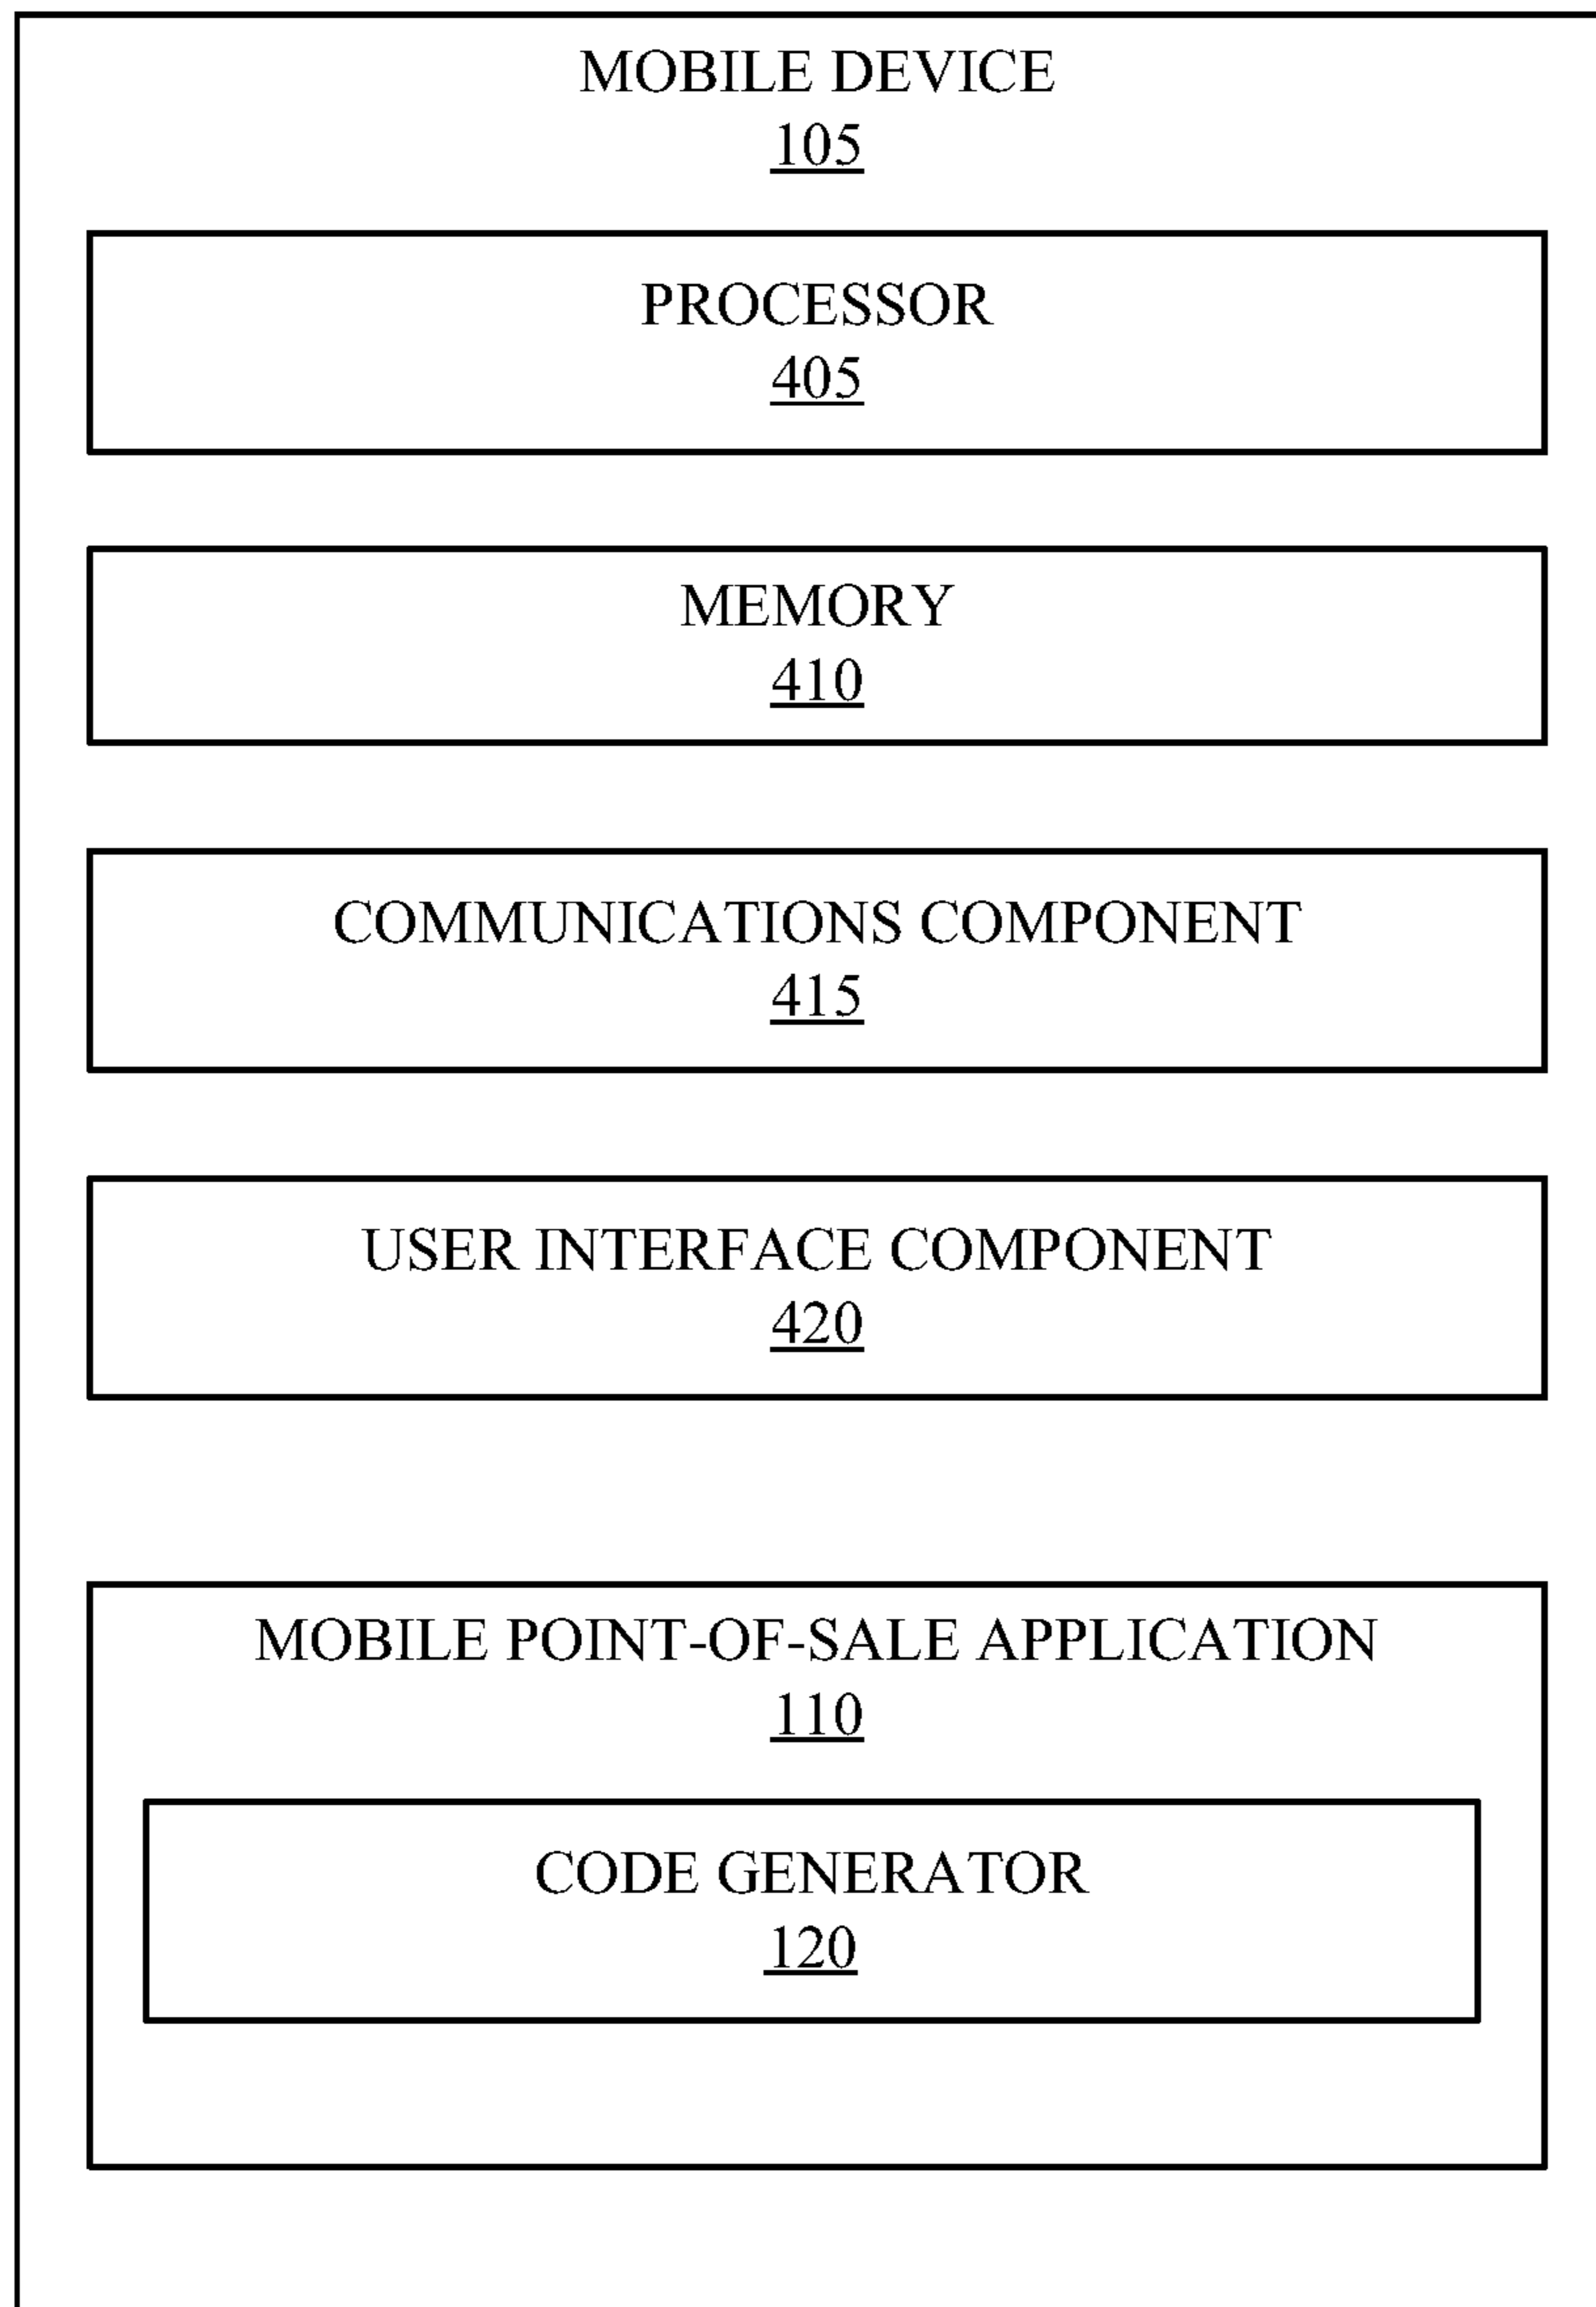 MOBILE DEVICE
105
PROCESSOR
405
MEMORY
410
COMMUNICATIONS COMPONENT
415
USER INTERFACE COMPONENT
420
MOBILE POINT-OF-SALE APPLICATION
110
CODE GENERATOR
120